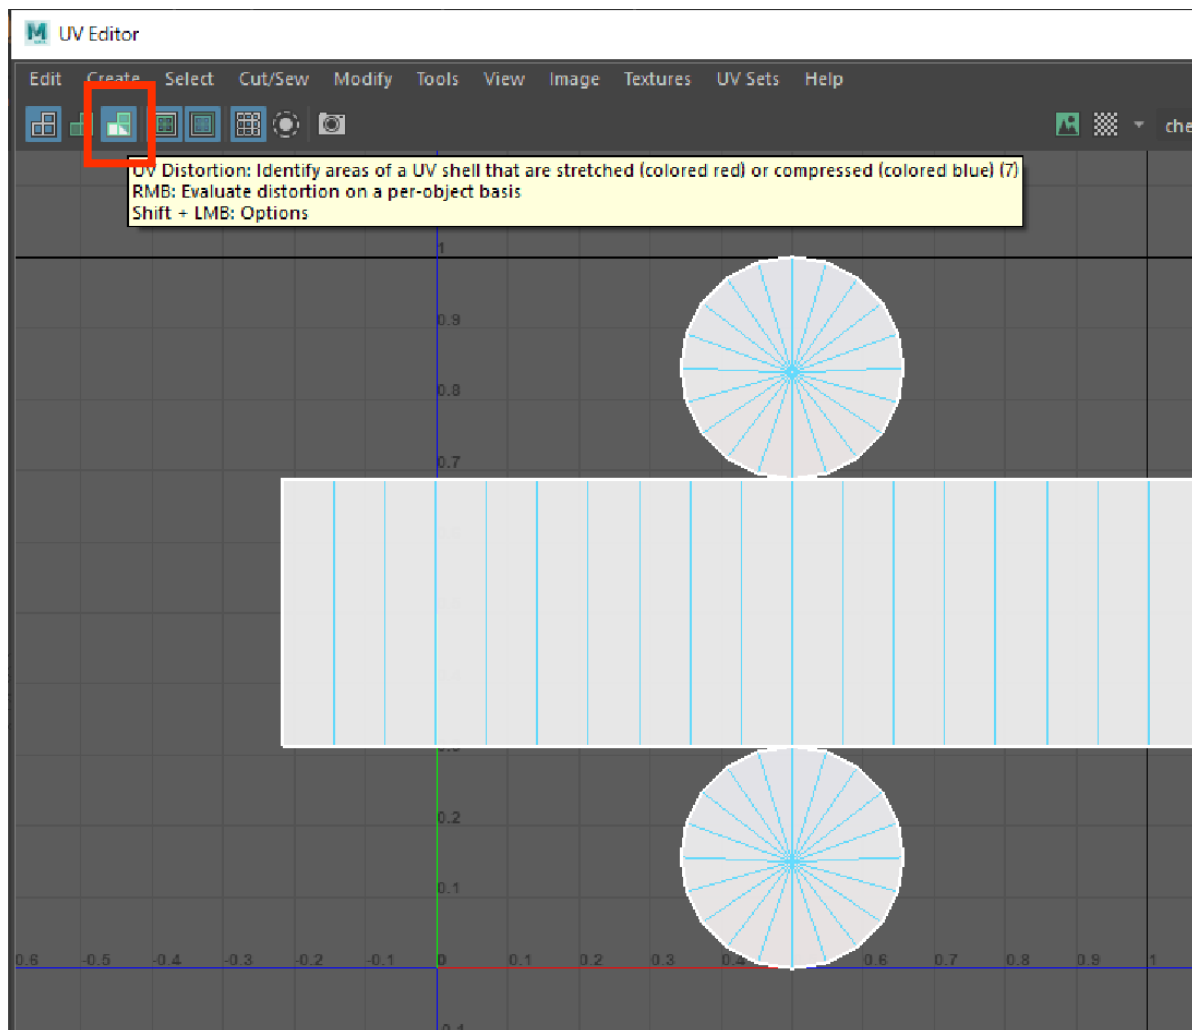 UV Editor
Edit Create Select Cut/Sew Modify Tools View Image Textures UV Sets Help
che
UV Distortion: Identify areas of a UV shell that are stretched (colored red) or compressed (colored blue) (7)
RMB: Evaluate distortion on a per-object basis
Shift + LMB: Options
1
0.9
0.8
0.7
0.2
0.1
0.6 -0.5 -0.4 -0.3 -0.2 -0.1 0 0.1 0.2 0.3 0.4 0.6 0.7 0.8 0.9 1